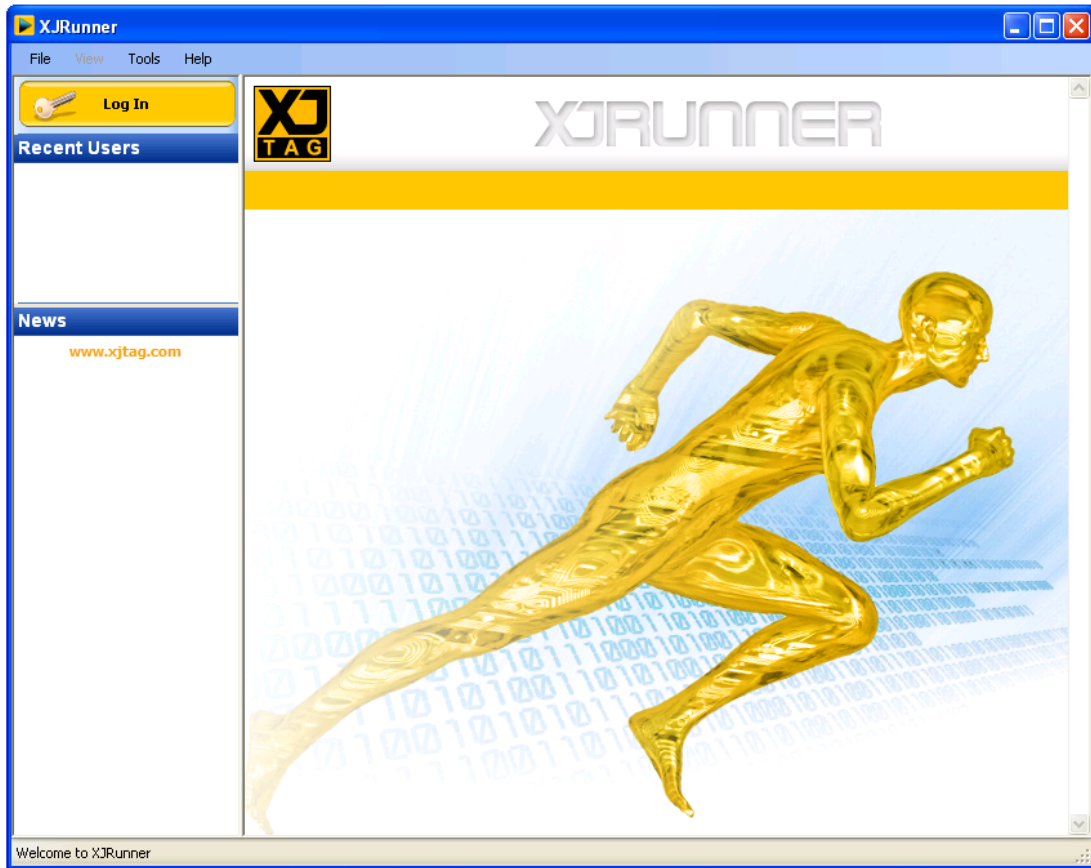 XJRunner
File View Tools Help
Log In
Recent Users
News
www.xjtag.com
XJ
TAG
XJRUNNER
Welcome to XJRunner